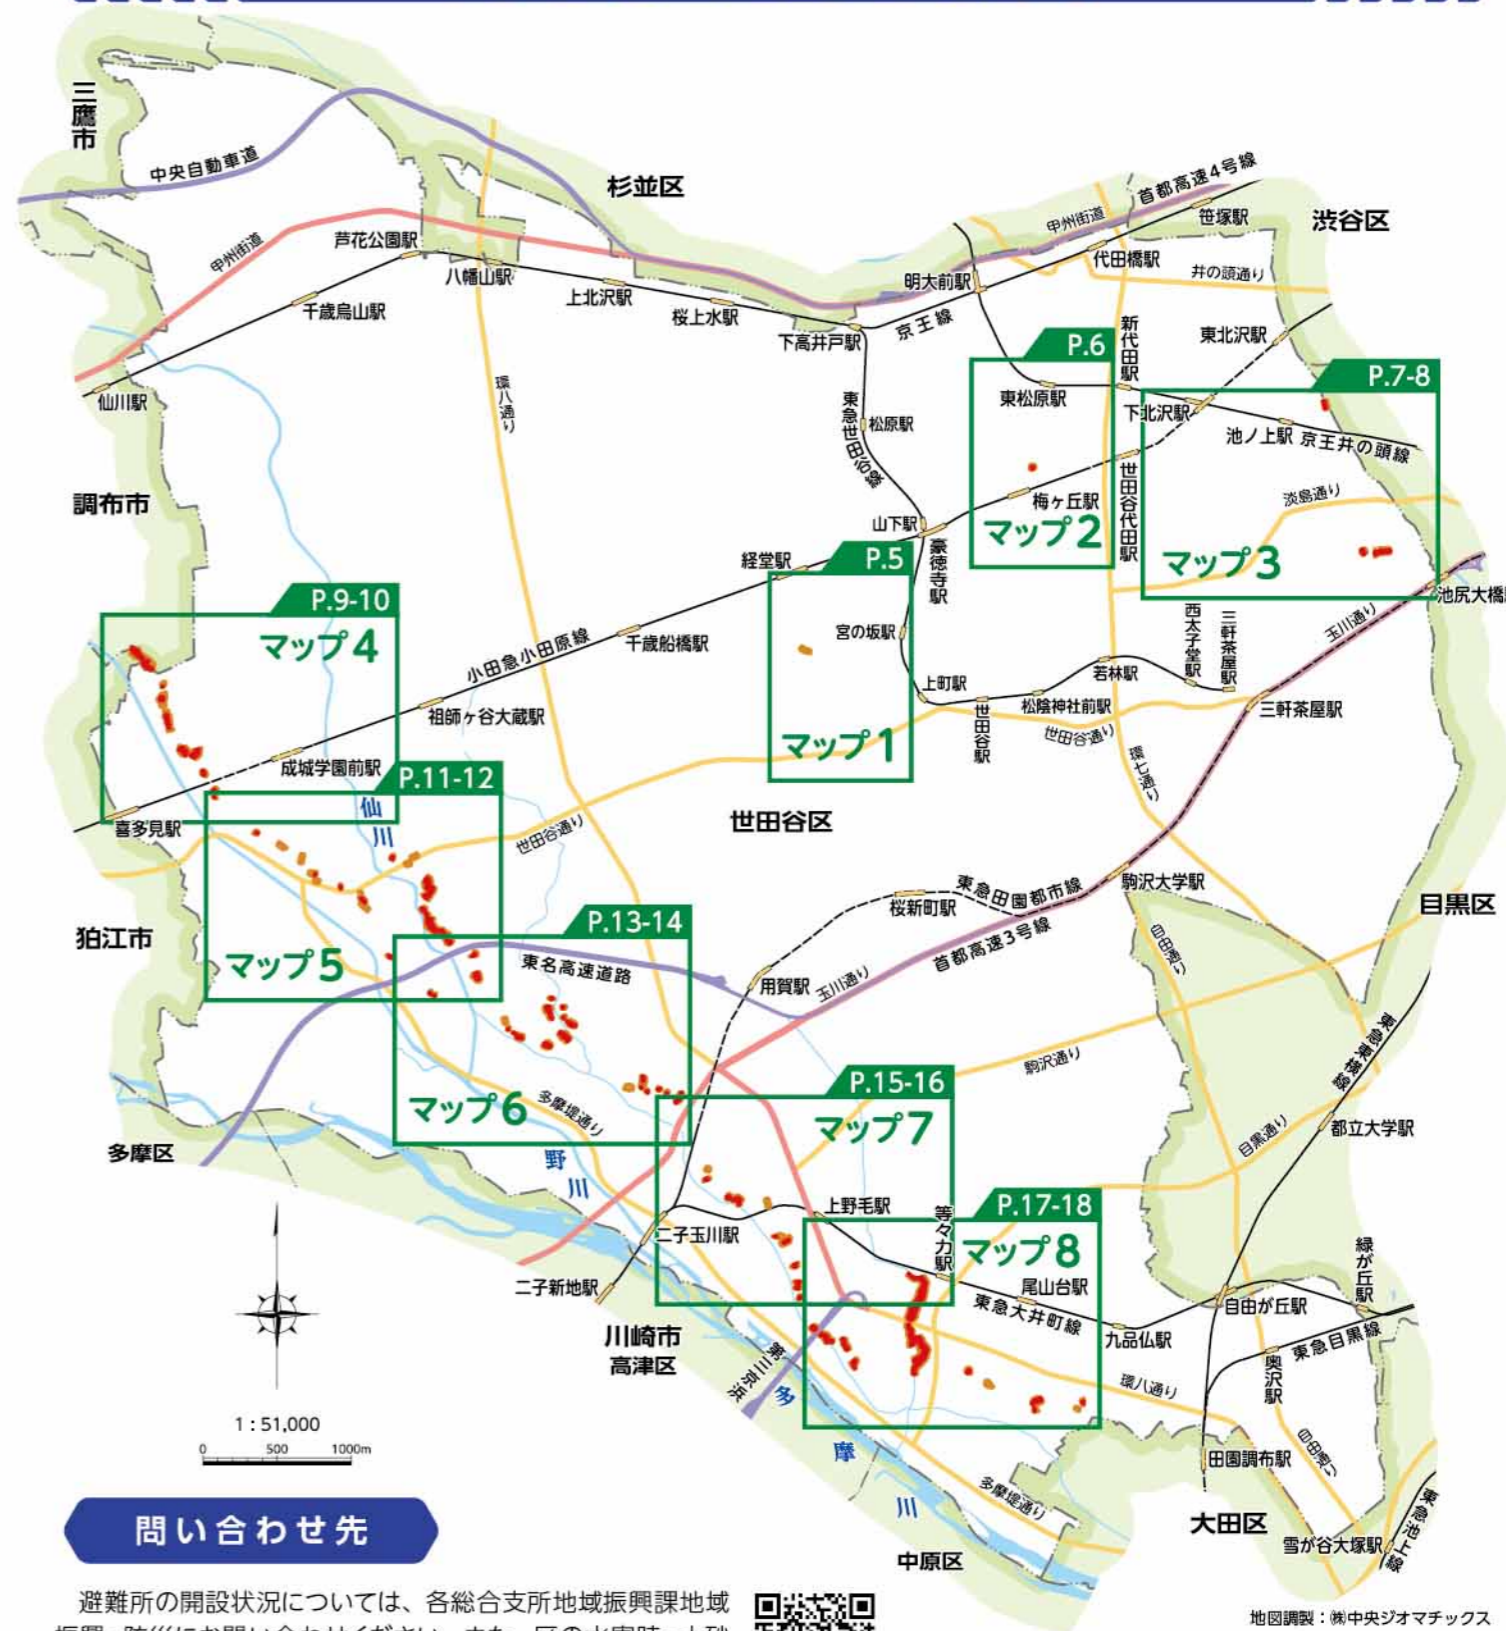 三鷹市
中央自動車道
杉並区
首都高速4号線
甲州街道
笹塚駅
渋谷区
甲州街道
芦花公園駅
八幡山駅
代田橋駅
井の頭通り
明大前駅
上北沢駅
千歳烏山駅
桜上水駅
下高井戸駅
京王線
新代田駅
東北沢駅
P.6
P.7-8
仙川駅
環八通り
東急世田谷線
松原駅
東松原駅
下北沢駅
池ノ上駅
京王井の頭線
調布市
世田谷代田駅
淡島通り
梅ヶ丘駅
マップ2
山下駅
豪徳寺駅
経堂駅
P.5
マップ3
池尻大橋
P.9-10
マップ4
小田急小田原線
千歳船橋駅
宮の坂駅
西太子堂駅
三軒茶屋駅
玉川通り
若林駅
上町駅
祖師ヶ谷大蔵駅
世田谷駅
松陰神社前駅
世田谷通り
三軒茶屋駅
マップ1
環七通り
成城学園前駅
P.11-12
仙川
喜多見駅
世田谷区
世田谷通り
駒沢大学駅
東急田園都市線
桜新町駅
目黒区
狛江市
P.13-14
マップ5
東名高速道路
首都高速3号線
自由通り
用賀駅
玉川通り
東急東横線
駒沢通り
P.15-16
マップ6
多摩堤通り
マップ7
都立大学駅
目黒通り
多摩区
野川
上野毛駅
等々力駅
P.17-18
マップ8
二子玉川駅
緑が丘駅
二子新地駅
尾山台駅
自由が丘駅
東急大井町線
九品仏駅
川崎市
高津区
第三京浜
東急目黒線
奥沢駅
環八通り
多摩川
1：51,000
0 500 1000m
自由通り
田園調布駅
多摩堤通り
大田区
問い合わせ先
雪が谷大塚駅
東急池上線
中原区
避難所の開設状況については、各総合支所地域振興課地域
地図調製：㈱中央ジオマチックス